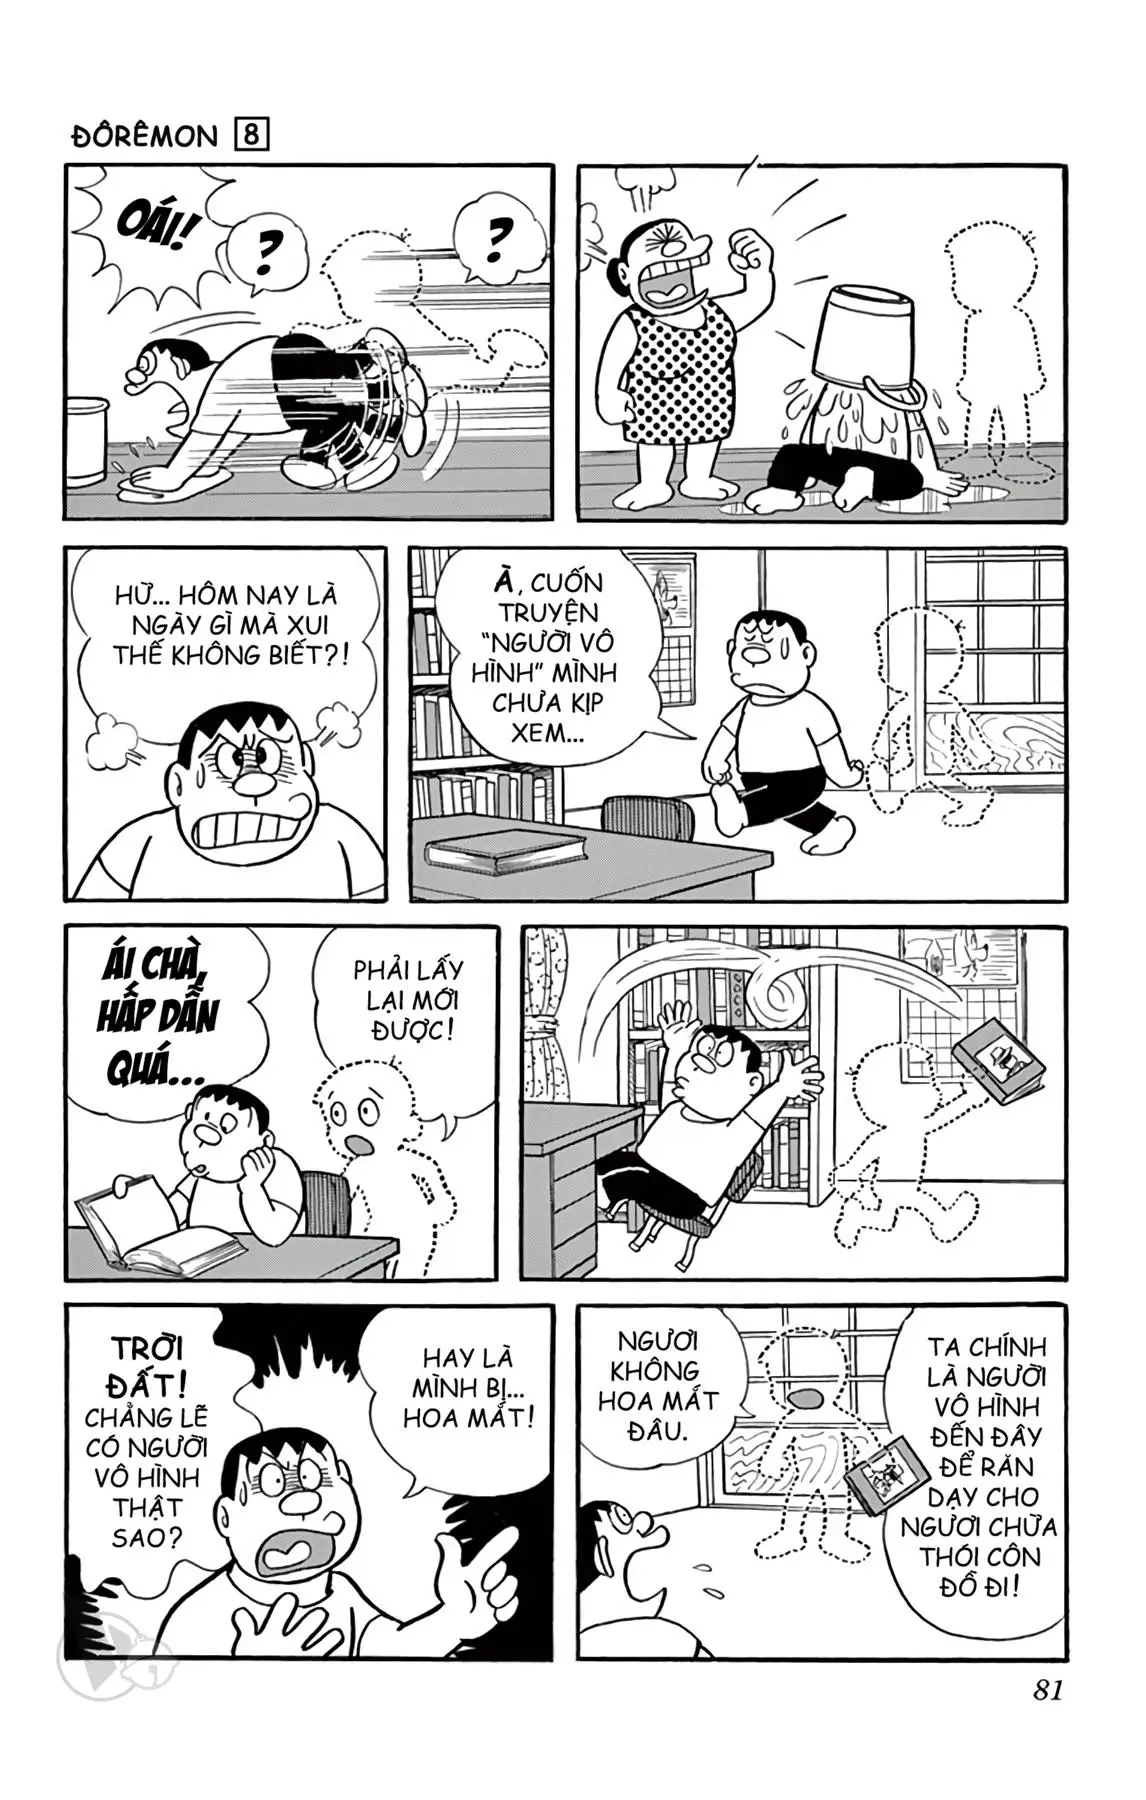 ĐÔRÊMON 8
OÁI!
?
?
HỪ... HÔM NAY LÀ
NGÀY GÌ MÀ XUI
THẾ KHÔNG BIẾT?!
À, CUỐN
TRUYỆN
“NGƯỜI VÔ
HÌNH” MÌNH
CHƯA KỊP
XEM...
ÁI CHÀ,
HẤP DẪN
QUÁ...
PHẢI LẤY
LẠI MỚI
ĐƯỢC!
TRỜI
ĐẤT!
CHẲNG LẼ
CÓ NGƯỜI
VÔ HÌNH
THẬT
SAO?
HAY LÀ
MÌNH BỊ...
HOA MẮT!
NGƯƠI
KHÔNG
HOA MẮT
ĐÂU.
TA CHÍNH
LÀ NGƯỜI
VÔ HÌNH
ĐẾN ĐÂY
ĐỂ RĂN
DẠY CHO
NGƯƠI CHỪA
THÓI CÔN
ĐỒ ĐI!
81